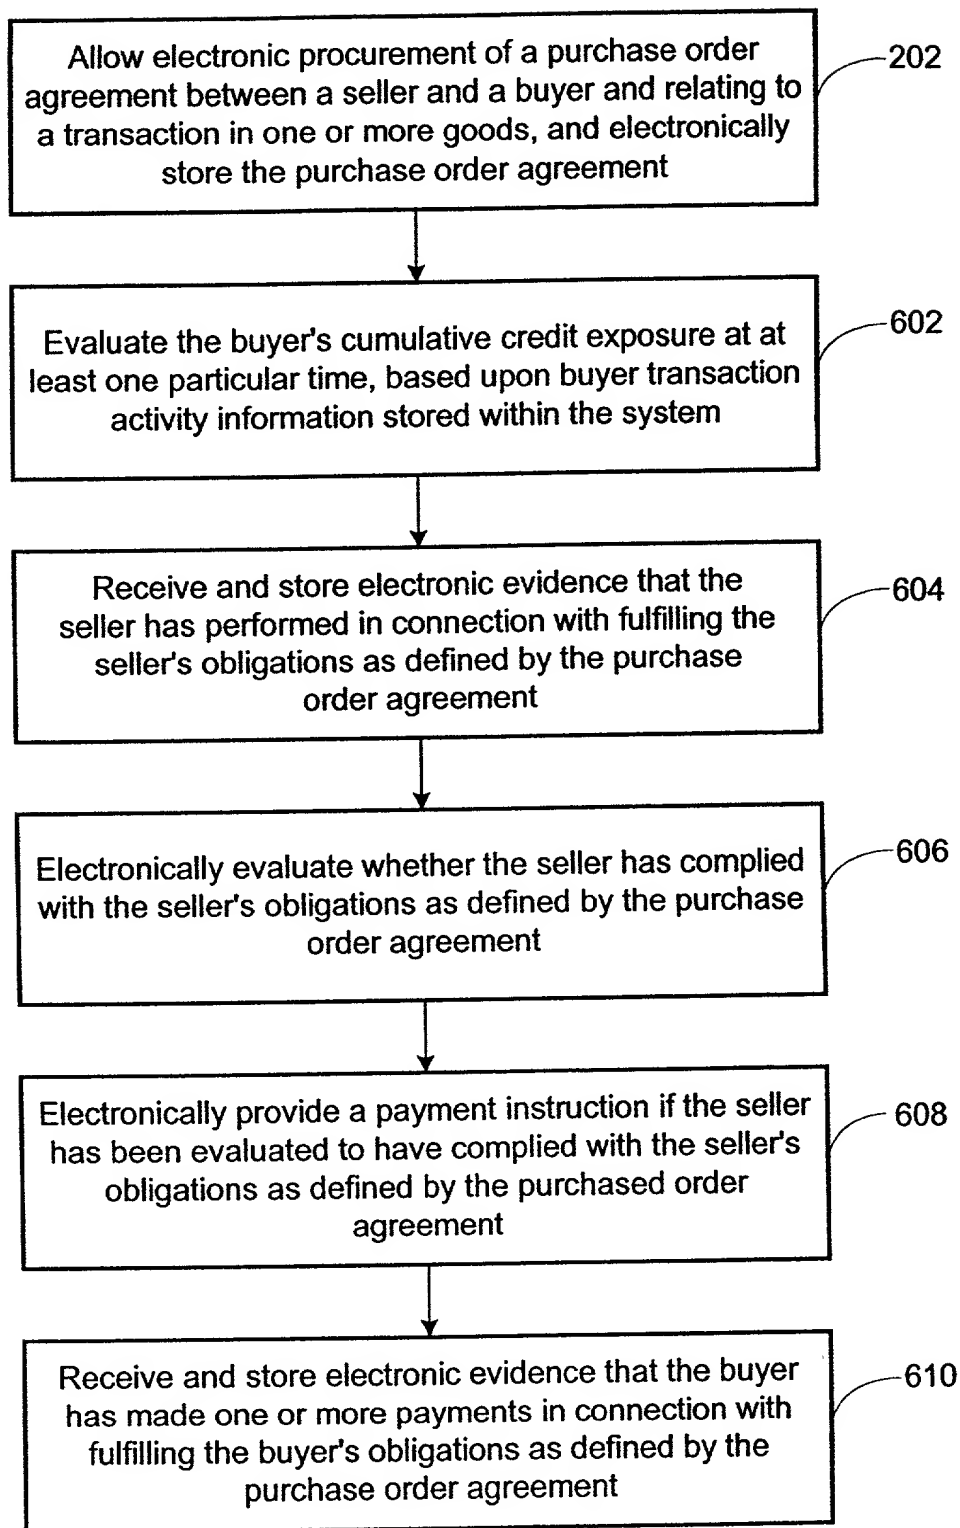 Allow electronic procurement of a purchase order
agreement between a seller and a buyer and relating to
a transaction in one or more goods, and electronically
store the purchase order agreement
202
Evaluate the buyer's cumulative credit exposure at at
least one particular time, based upon buyer transaction
activity information stored within the system
602
Receive and store electronic evidence that the
seller has performed in connection with fulfilling the
seller's obligations as defined by the purchase
order agreement
604
Electronically evaluate whether the seller has complied
with the seller's obligations as defined by the purchase
order agreement
606
Electronically provide a payment instruction if the seller
has been evaluated to have complied with the seller's
obligations as defined by the purchased order
agreement
608
Receive and store electronic evidence that the buyer
has made one or more payments in connection with
fulfilling the buyer's obligations as defined by the
purchase order agreement
610